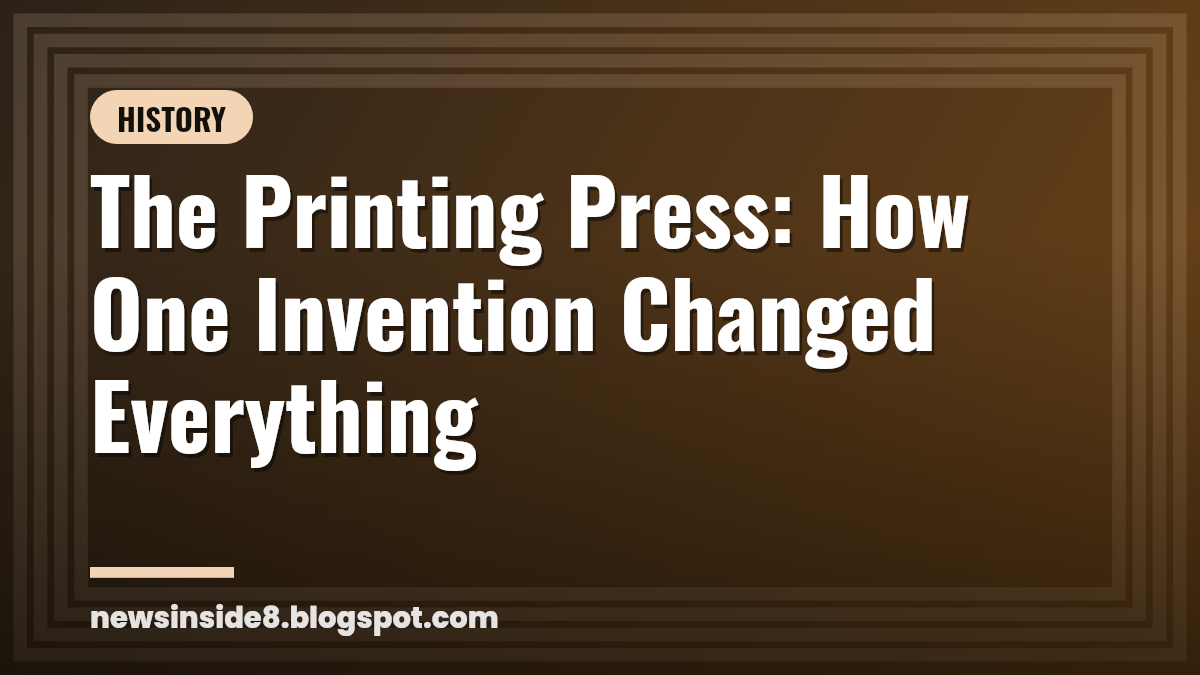 HISTORY
The Printing Press: How
One Invention Changed
Everything
newsinside8.blogspot.com